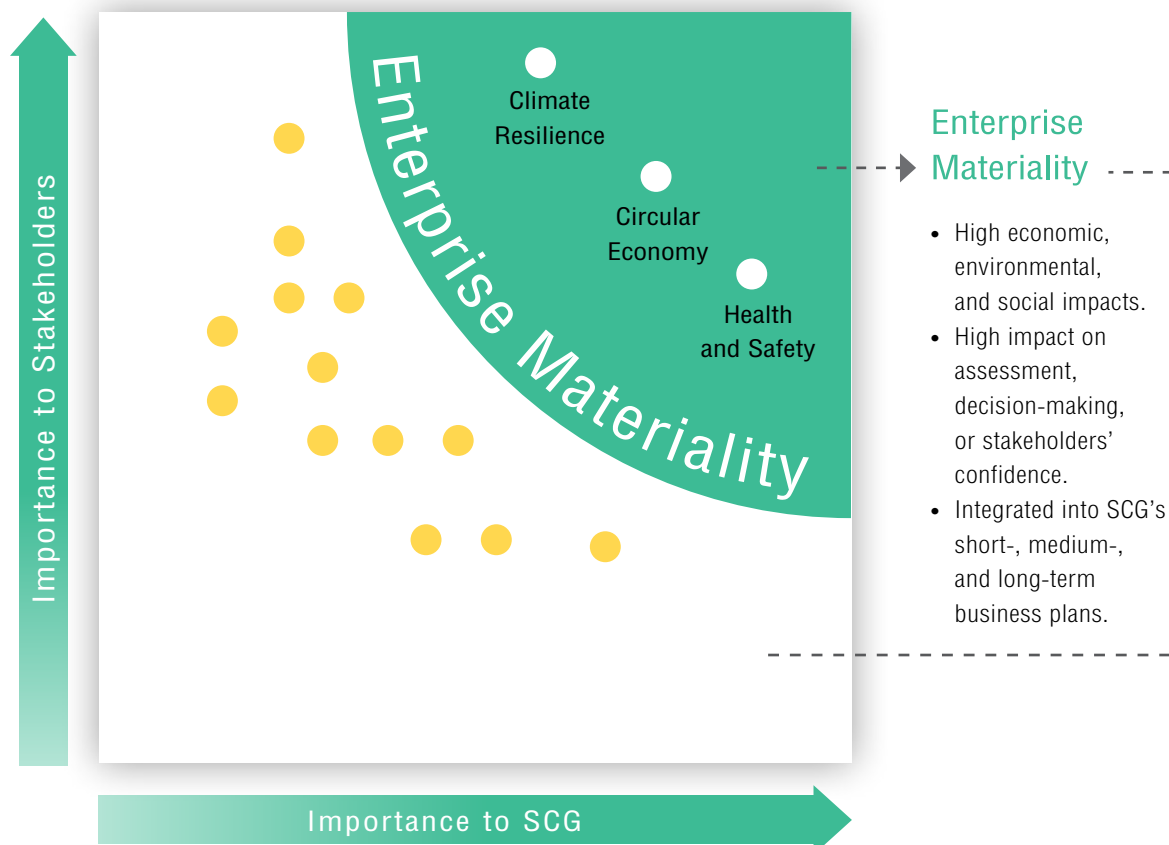 Importance to Stakeholders
Enterprise Materiality
Climate
Resilience
Circular
Economy
Health
and Safety
Importance to SCG
Enterprise
Materiality
• High economic,
environmental,
and social impacts.
• High impact on
assessment,
decision-making,
or stakeholders’
confidence.
• Integrated into SCG’s
short-, medium-,
and long-term
business plans.